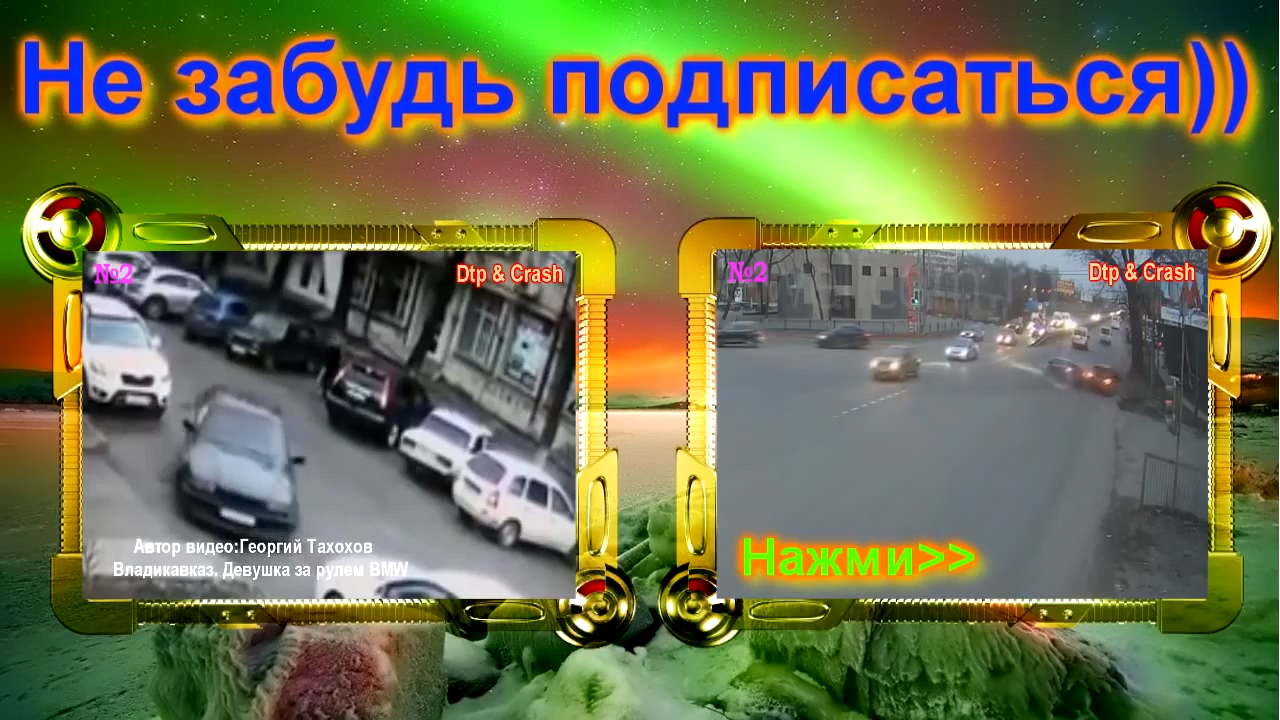 Не забудь подписаться))
№2
Dtp & Crash
№2
Dtp & Crash
Автор видео:Георгий Тахохов
Владикавказ. Девушка за рулем BMW
Нажми>>